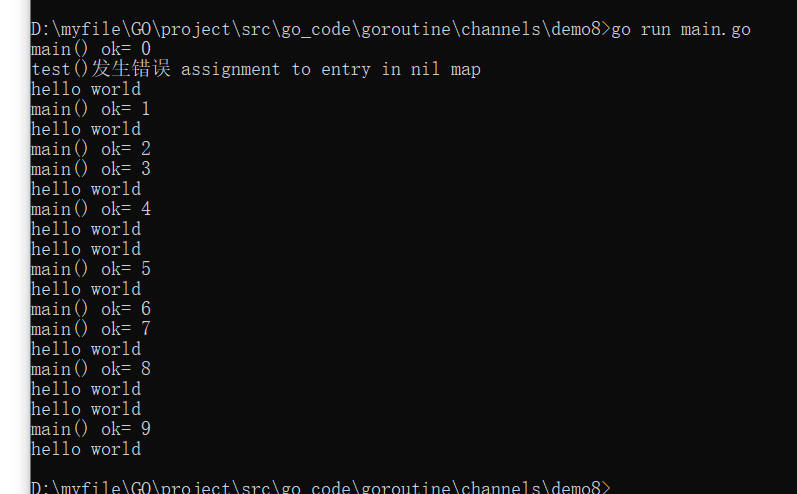 D:\myfile\GO\project\src\go_code\goroutine\channels\demo8>go run main.go
main() ok= 0
test()发生错误 assignment to entry in nil map
hello world
main() ok= 1
hello world
main() ok= 2
main() ok= 3
hello world
main() ok= 4
hello world
hello world
main() ok= 5
hello world
main() ok= 6
main() ok= 7
hello world
main() ok= 8
hello world
hello world
main() ok= 9
hello world
D:\myfile\GO\project\src\go_code\goroutine\channels\demo8>